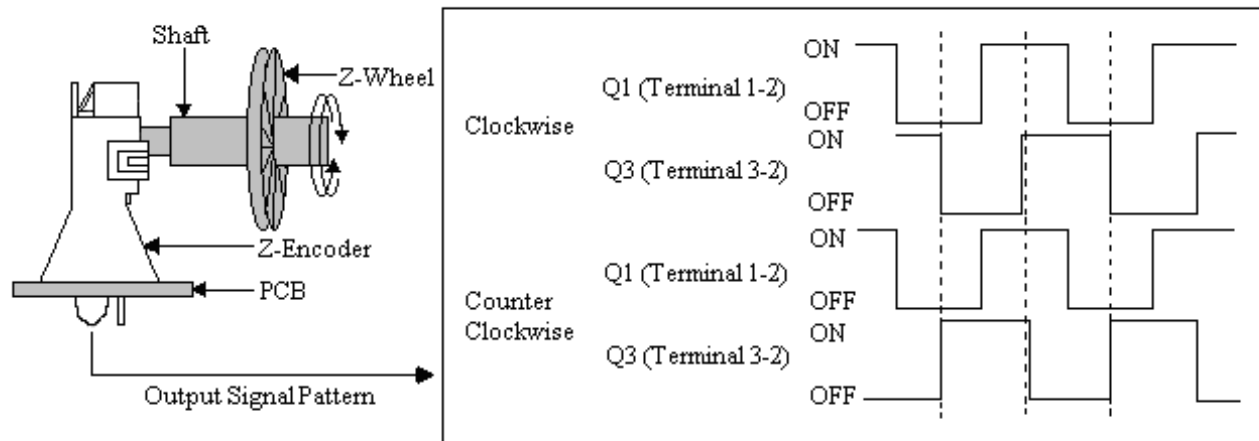 Shaft
Z-Wheel
Z-Encoder
PCB
Output Signal Pattern
Clockwise
Q1 (Terminal 1-2)
ON
OFF
Q3 (Terminal 3-2)
ON
OFF
Counter
Clockwise
Q1 (Terminal 1-2)
ON
OFF
Q3 (Terminal 3-2)
ON
OFF